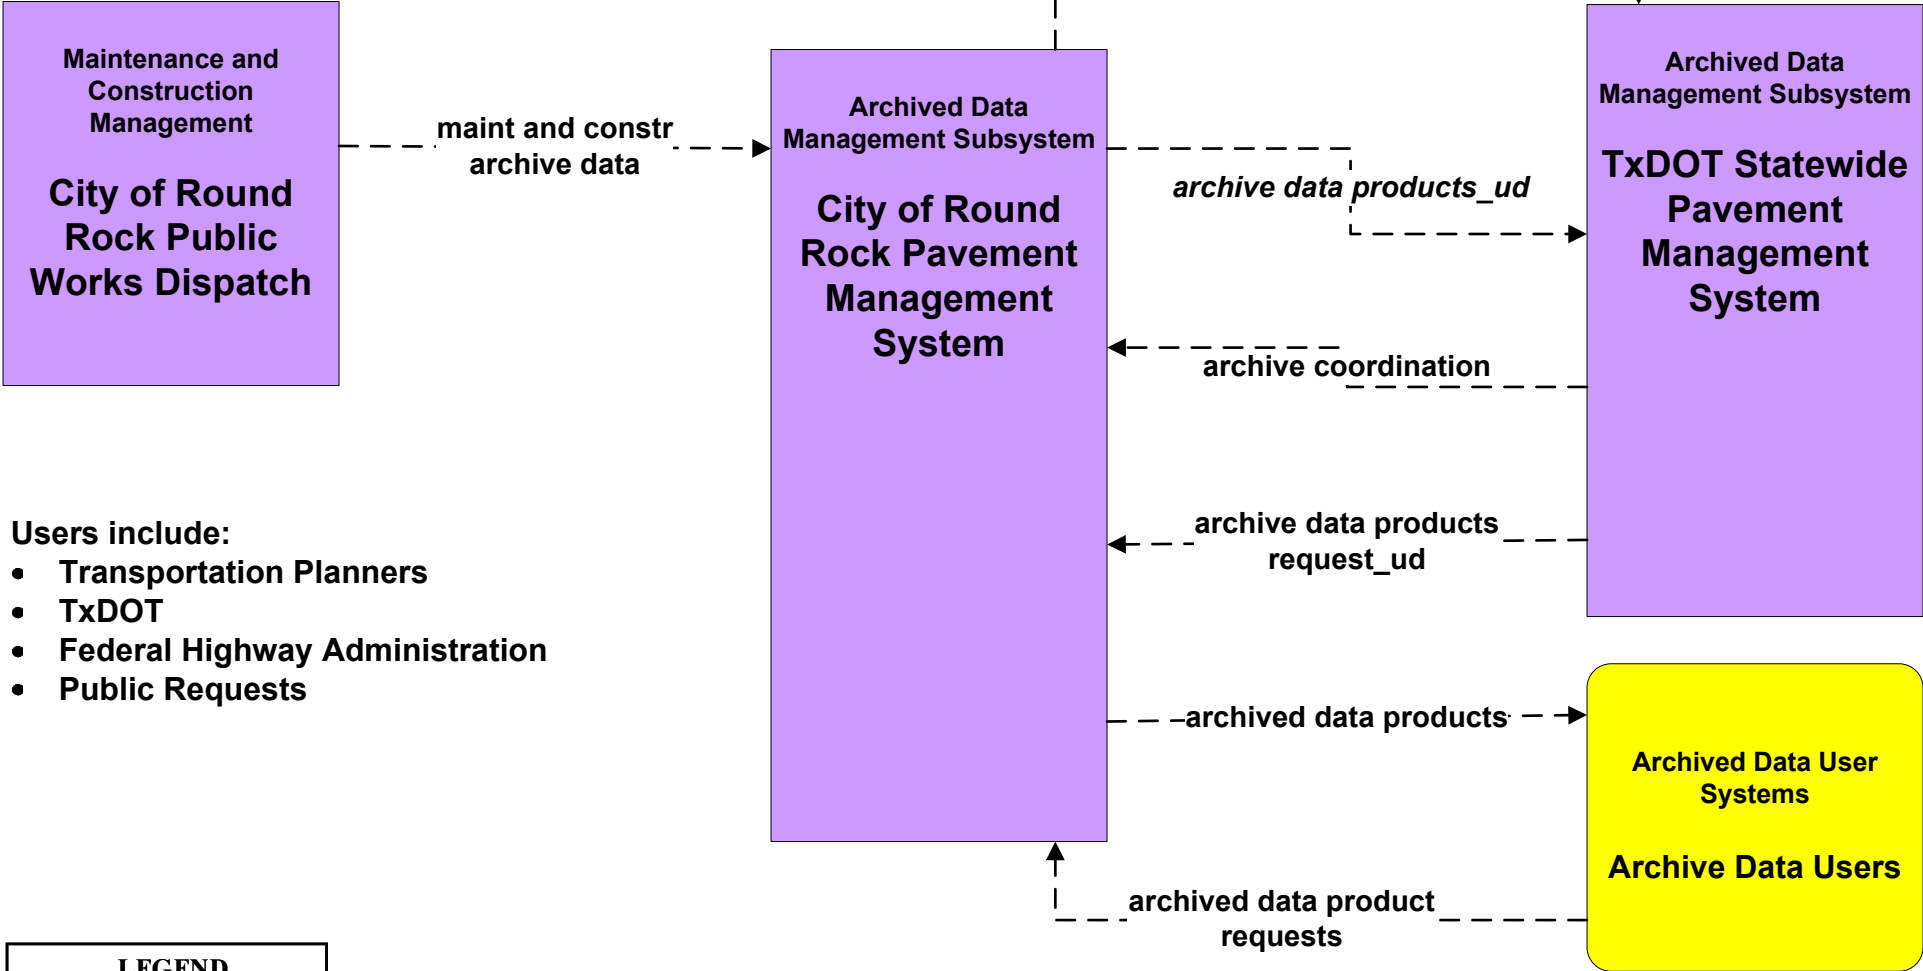 Maintenance and
Construction
Management
City of Round
Rock Public
Works Dispatch
maint and constr
archive data
Archived Data
Management Subsystem
City of Round
Rock Pavement
Management
System
archive data products_ud
archive coordination
archive data products
request_ud
archived data products
archived data product
requests
Archived Data
Management Subsystem
TxDOT Statewide
Pavement
Management
System
Archived Data User
Systems
Archive Data Users
Users include:
• Transportation Planners
• TxDOT
• Federal Highway Administration
• Public Requests
LEGEND